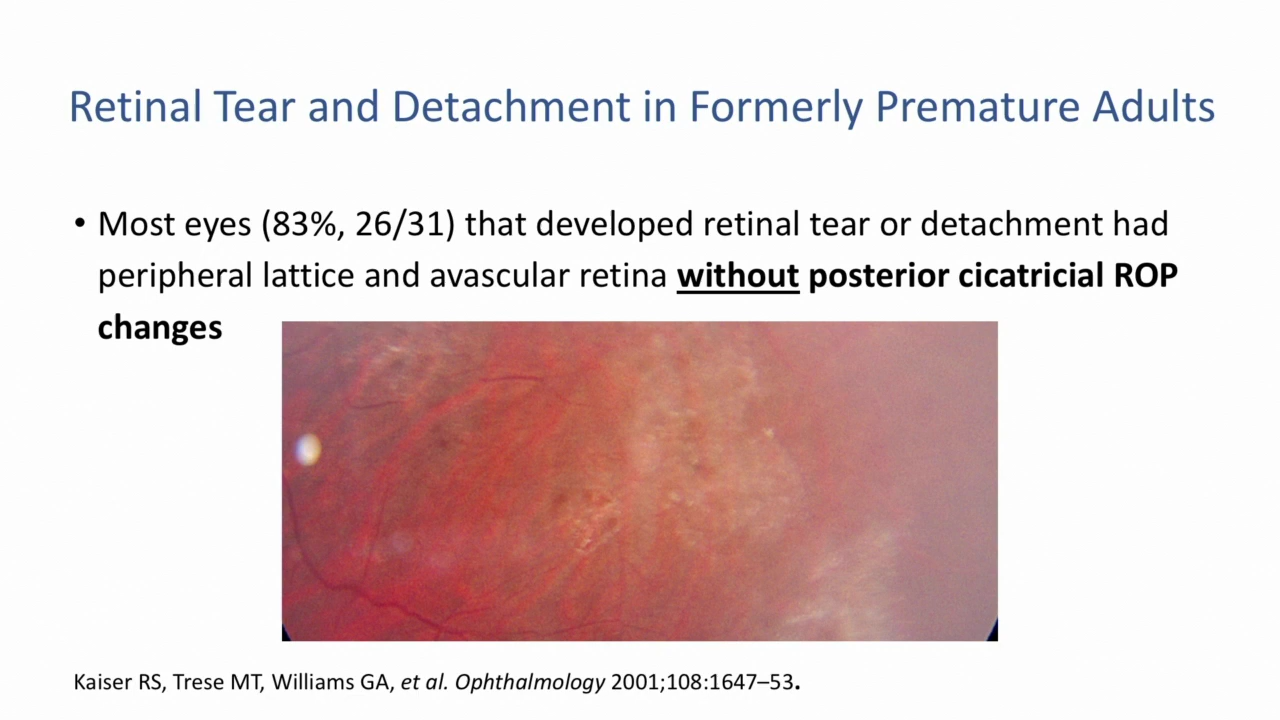 Retinal Tear and Detachment in Formerly Premature Adults
• Most eyes (83%, 26/31) that developed retinal tear or detachment had
peripheral lattice and avascular retina without posterior cicatricial ROP
changes
Kaiser RS, Trese MT, Williams GA, et al. Ophthalmology 2001;108:1647–53.